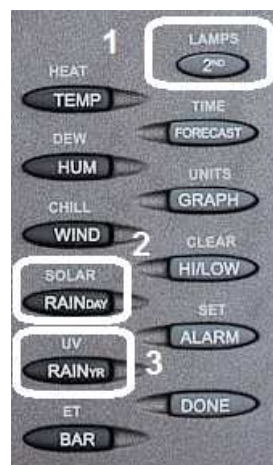 1
LAMPS
2ND
HEAT
TEMP
TIME
FORECAST
DEW
HUM
UNITS
GRAPH
CHILL
WIND
2
CLEAR
HI/LOW
SOLAR
RAINDAY
SET
ALARM
UV
RAINYR
3
DONE
ET
BAR